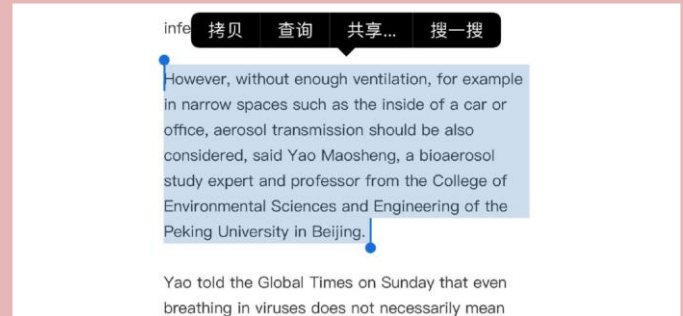 infe
拷贝 查询 共享... 搜一搜
However, without enough ventilation, for example
in narrow spaces such as the inside of a car or
office, aerosol transmission should be also
considered, said Yao Maosheng, a bioaerosol
study expert and professor from the College of
Environmental Sciences and Engineering of the
Peking University in Beijing.
Yao told the Global Times on Sunday that even
breathing in viruses does not necessarily mean